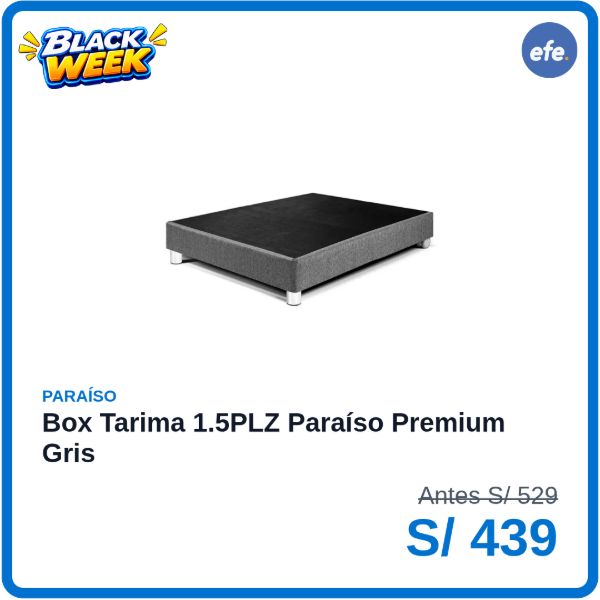 BLACK
WEEK
efe.
PARAÍSO
Box Tarima 1.5PLZ Paraíso Premium
Gris
Antes S/ 529
S/ 439